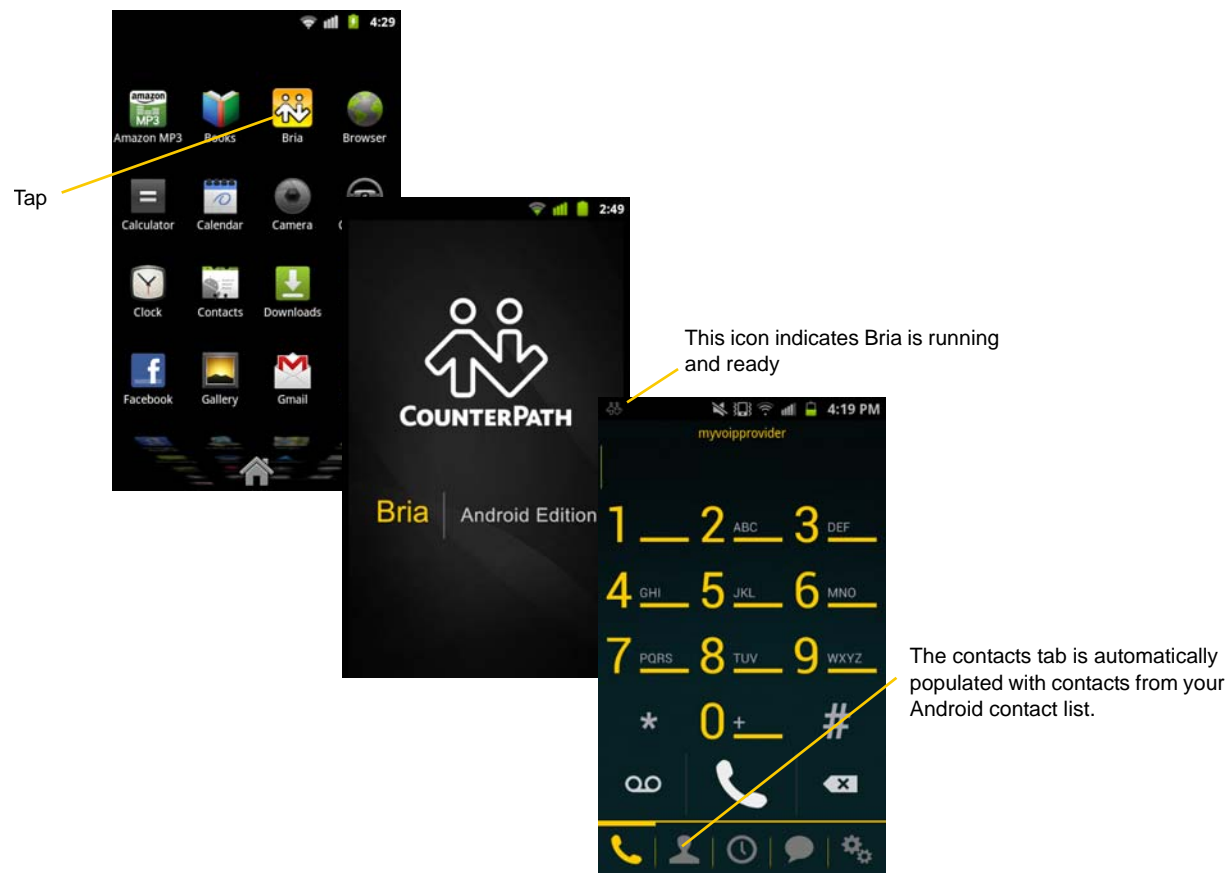 4:29
amazon
MP3
Amazon MP3
Books
Bria
Browser
Tap
Calculator
Calendar
Camera
Clock
Contacts
Downloads
Facebook
Gallery
Gmail
2:49
COUNTERPATH
Bria | Android Edition
This icon indicates Bria is running
and ready
4:19 PM
myvoipprovider
1 2 ABC 3 DEF
4 GHI 5 JKL 6 MNO
7 PQRS 8 TUV 9 WXYZ
* 0 + #
The contacts tab is automatically
populated with contacts from your
Android contact list.